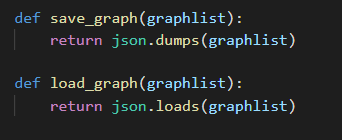 def save_graph(graphlist):
    return json.dumps(graphlist)
def load_graph(graphlist):
    return json.loads(graphlist)